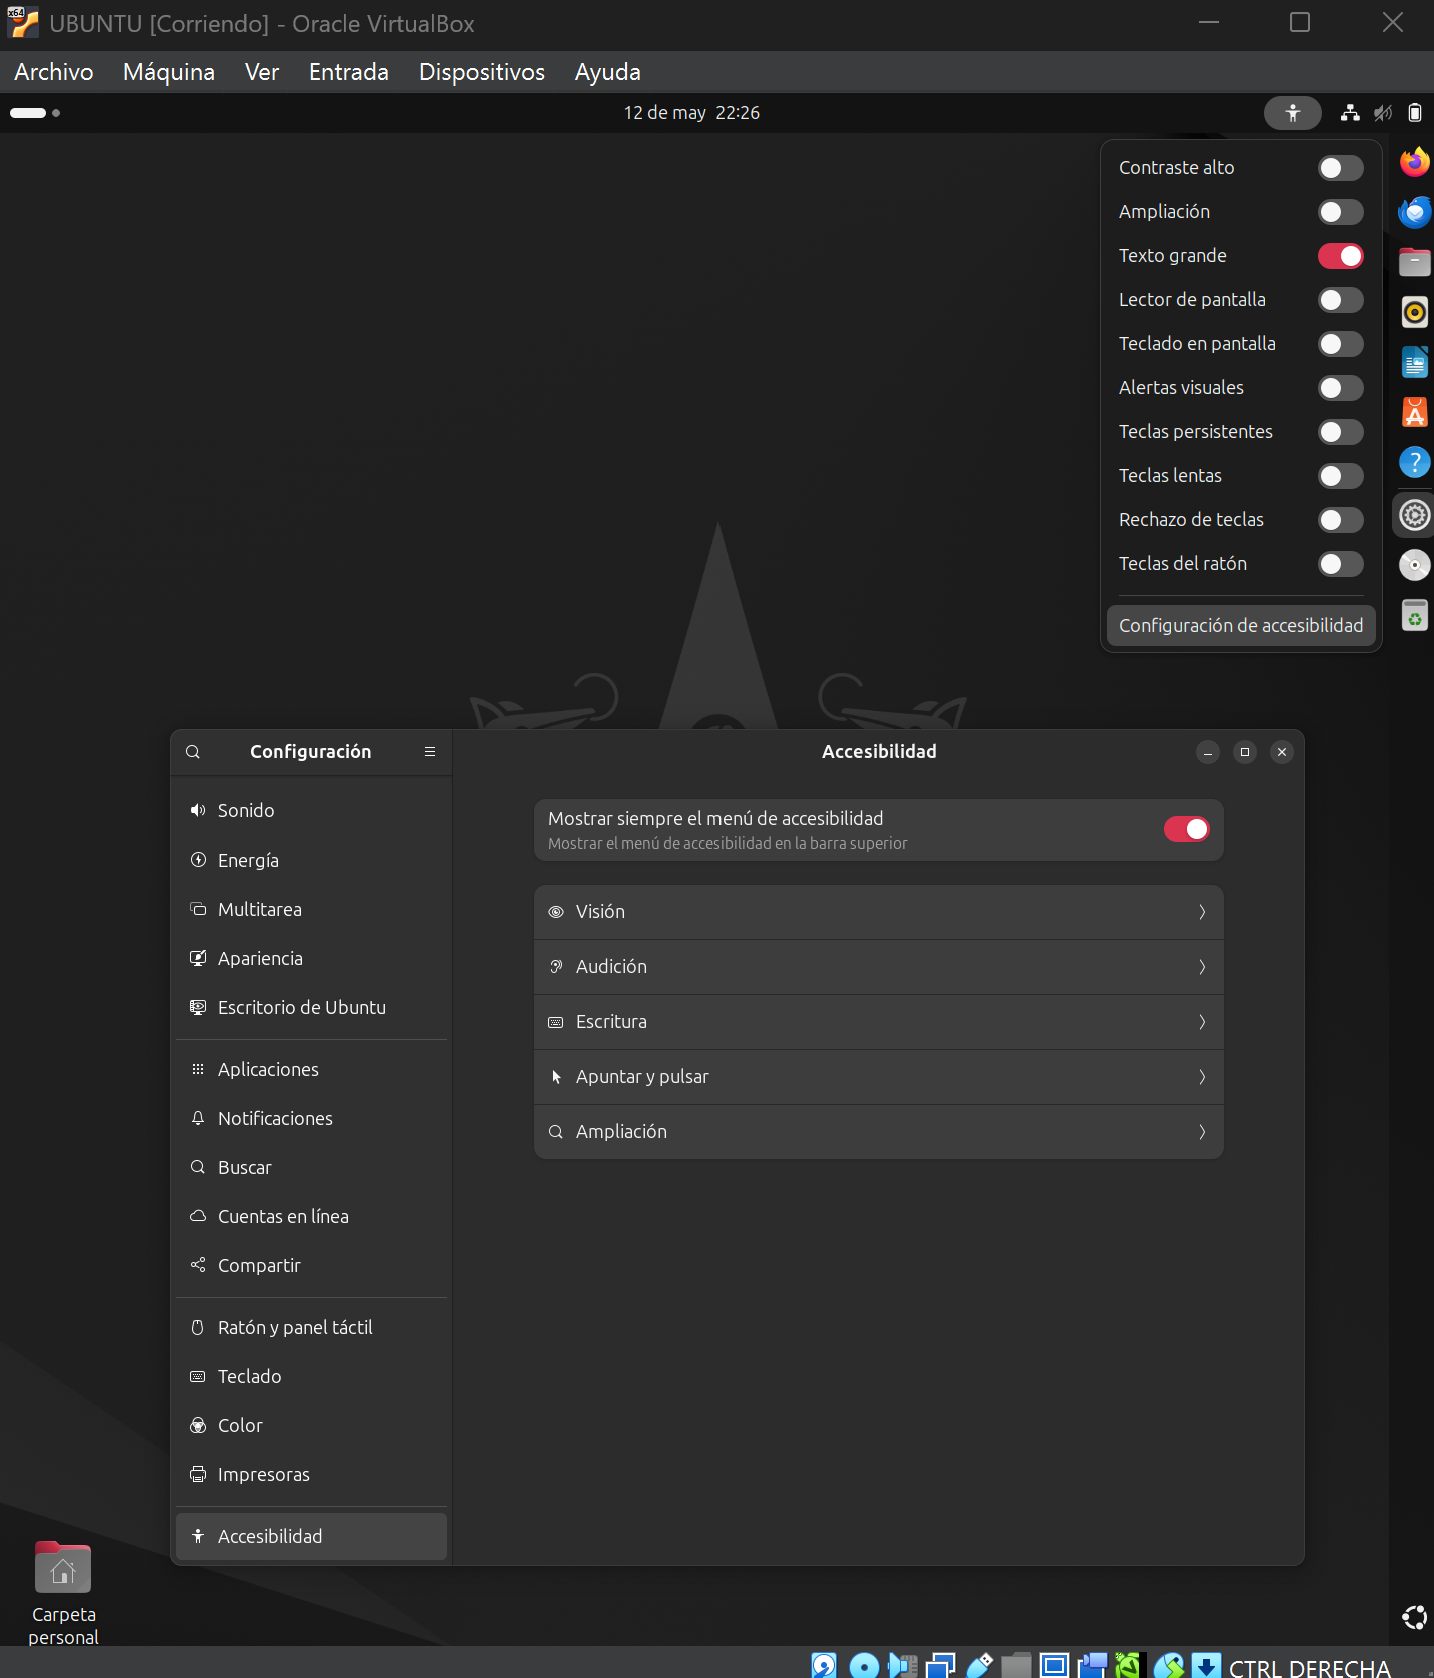 UBUNTU [Corriendo] - Oracle VirtualBox
Archivo Máquina Ver Entrada Dispositivos Ayuda
12 de may 22:26
Contraste alto
Ampliación
Texto grande
Lector de pantalla
Teclado en pantalla
Alertas visuales
Teclas persistentes
Teclas lentas
Rechazo de teclas
Teclas del ratón
Configuración de accesibilidad
Configuración
Sonido
Energía
Multitarea
Apariencia
Escritorio de Ubuntu
Aplicaciones
Notificaciones
Buscar
Cuentas en línea
Compartir
Ratón y panel táctil
Teclado
Color
Impresoras
Accesibilidad
Accesibilidad
Mostrar siempre el menú de accesibilidad
Mostrar el menú de accesibilidad en la barra superior
Visión
Audición
Escritura
Apuntar y pulsar
Ampliación
Carpeta
personal
CTRL DERECHA